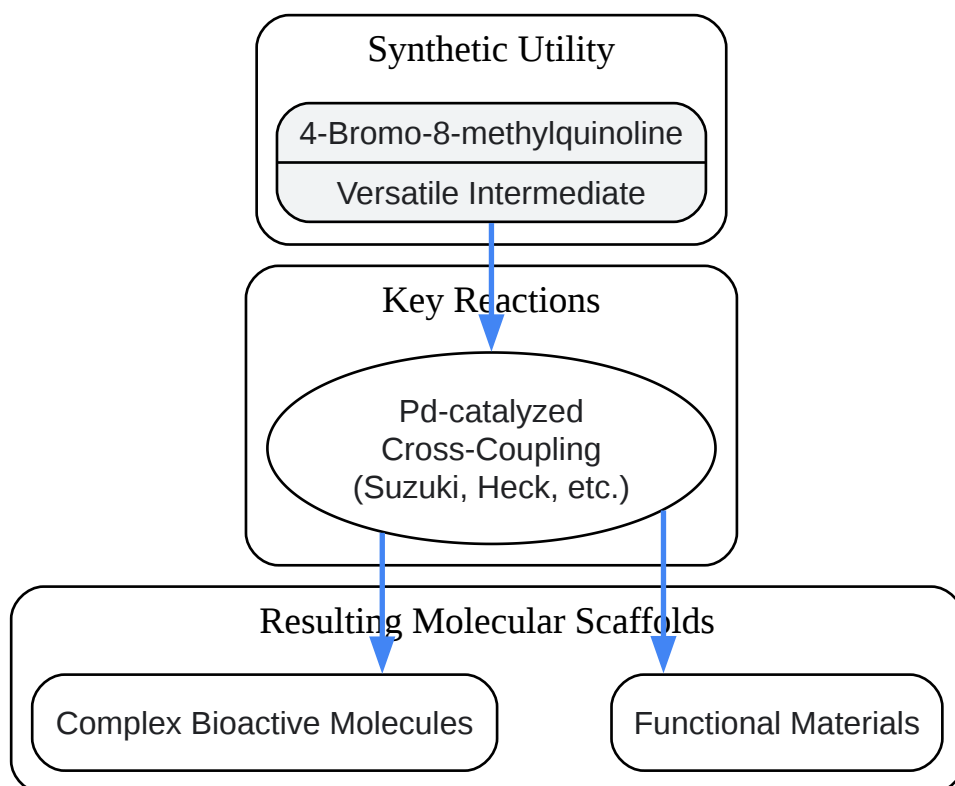 Synthetic Utility
4-Bromo-8-methylquinoline
Versatile Intermediate
Key Reactions
Pd-catalyzed
Cross-Coupling
(Suzuki, Heck, etc.)
Resulting Molecular Scaffolds
Complex Bioactive Molecules
Functional Materials